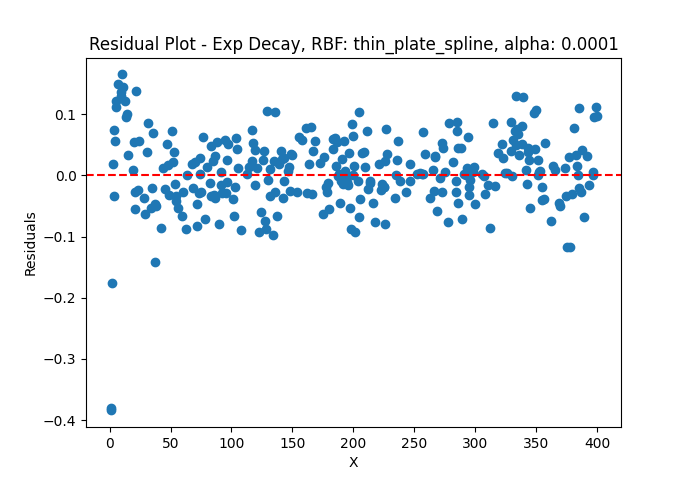 Residual Plot - Exp Decay, RBF: thin_plate_spline, alpha: 0.0001
0.1
0.0
−0.1
−0.2
−0.3
−0.4
Residuals
0 50 100 150 200 250 300 350 400
X